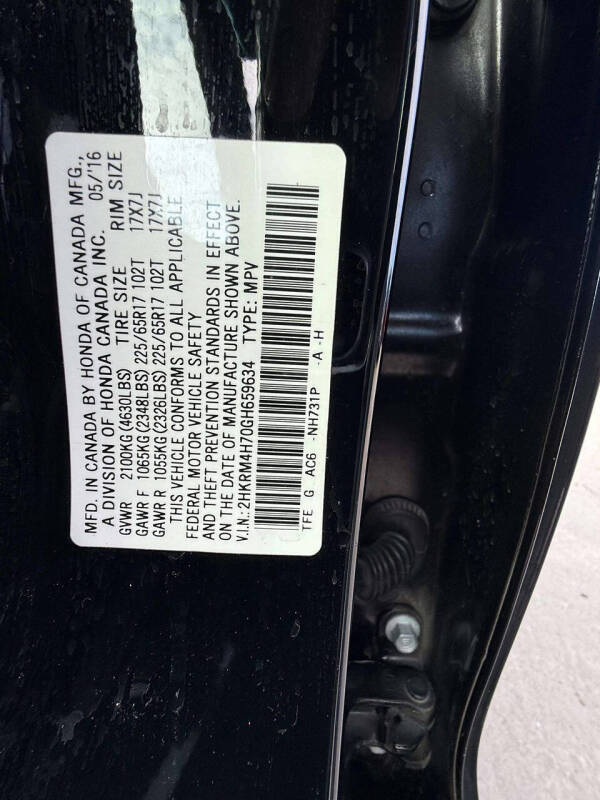 MFD. IN CANADA BY HONDA OF CANADA MFG.,
A DIVISION OF HONDA CANADA INC. 05/'16
GVWR 2100KG(4630LBS) TIRE SIZE RIM SIZE
GAWR F 1065KG(2348LBS) 225/65R17 102T 17X7J
GAWR R 1055KG(2326LBS) 225/65R17 102T 17X7J
THIS VEHICLE CONFORMS TO ALL APPLICABLE
FEDERAL MOTOR VEHICLE SAFETY
AND THEFT PREVENTION STANDARDS IN EFFECT
ON THE DATE OF MANUFACTURE SHOWN ABOVE.
V.I.N.:2HKRM4H70GH659634 TYPE: MPV
TFE G AC6 -NH731P -A -H